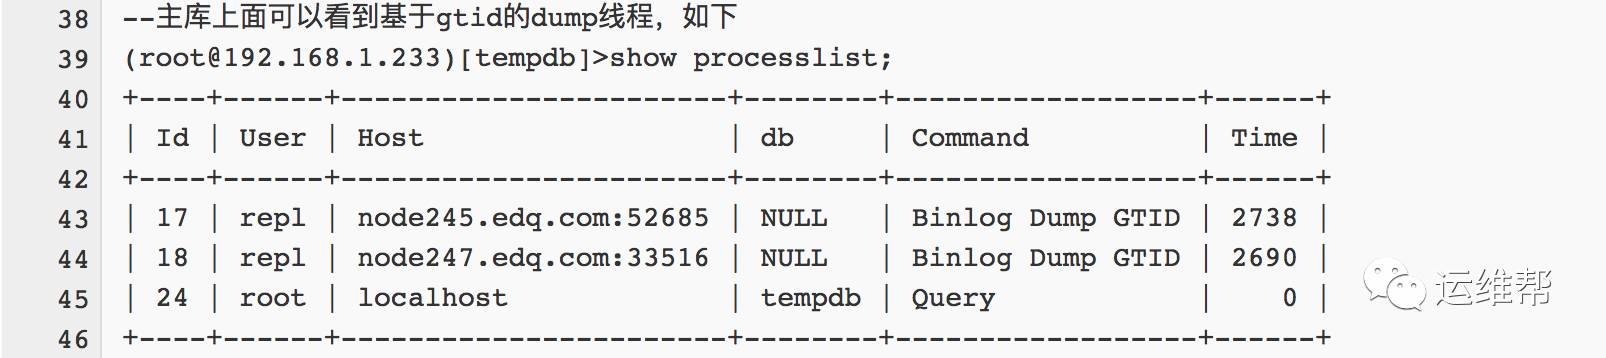 38 --主库上面可以看到基于gtid的dump线程，如下
39 (root@192.168.1.233)[tempdb]>show processlist;
40 +----+------+-----------------------+--------+------------------+------+
41 | Id | User | Host                  | db     | Command          | Time |
42 +----+------+-----------------------+--------+------------------+------+
43 | 17 | repl | node245.edq.com:52685 | NULL   | Binlog Dump GTID | 2738 |
44 | 18 | repl | node247.edq.com:33516 | NULL   | Binlog Dump GTID | 2690 |
45 | 24 | root | localhost             | tempdb | Query            |    0 |
46 +----+------+-----------------------+--------+------------------+------+
运维帮